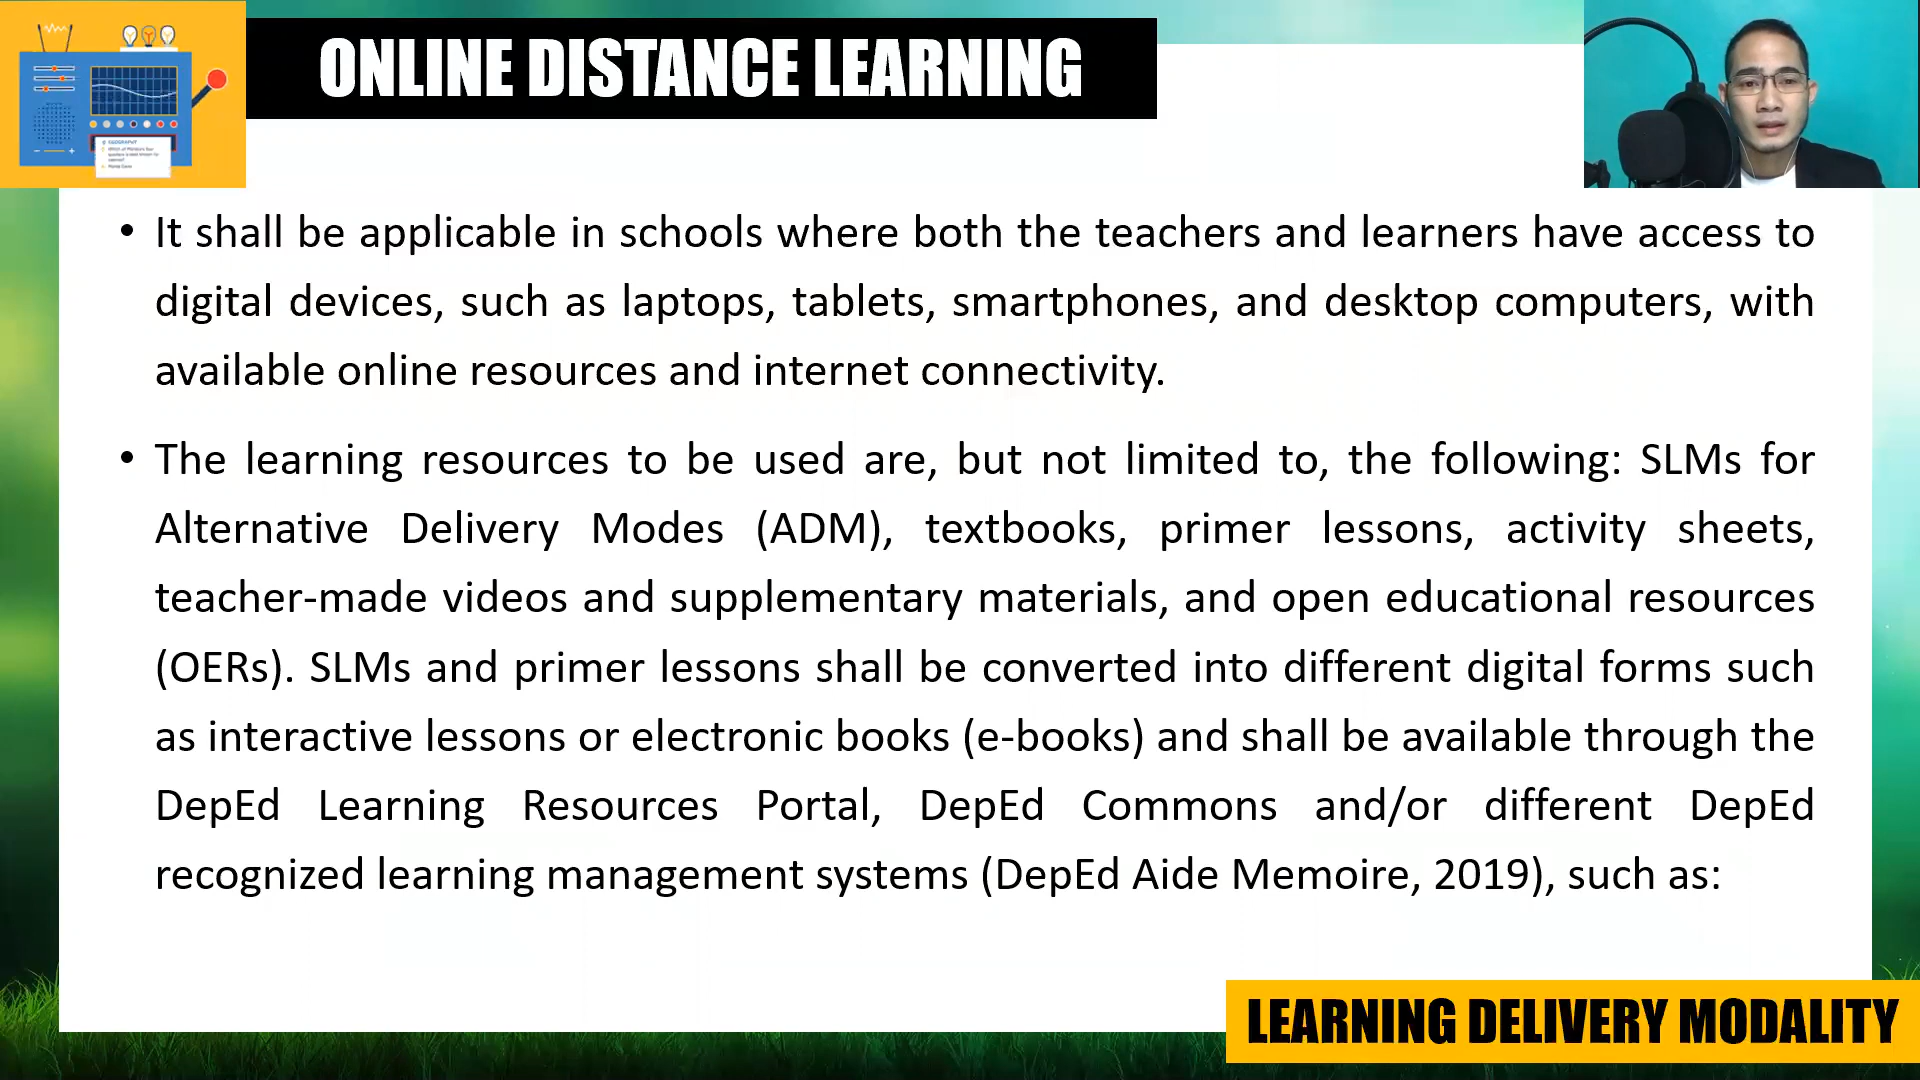 ONLINE DISTANCE LEARNING
• It shall be applicable in schools where both the teachers and learners have access to
digital devices, such as laptops, tablets, smartphones, and desktop computers, with
available online resources and internet connectivity.
• The learning resources to be used are, but not limited to, the following: SLMs for
Alternative Delivery Modes (ADM), textbooks, primer lessons, activity sheets,
teacher-made videos and supplementary materials, and open educational resources
(OERs). SLMs and primer lessons shall be converted into different digital forms such
as interactive lessons or electronic books (e-books) and shall be available through the
DepEd Learning Resources Portal, DepEd Commons and/or different DepEd
recognized learning management systems (DepEd Aide Memoire, 2019), such as:
LEARNING DELIVERY MODALITY